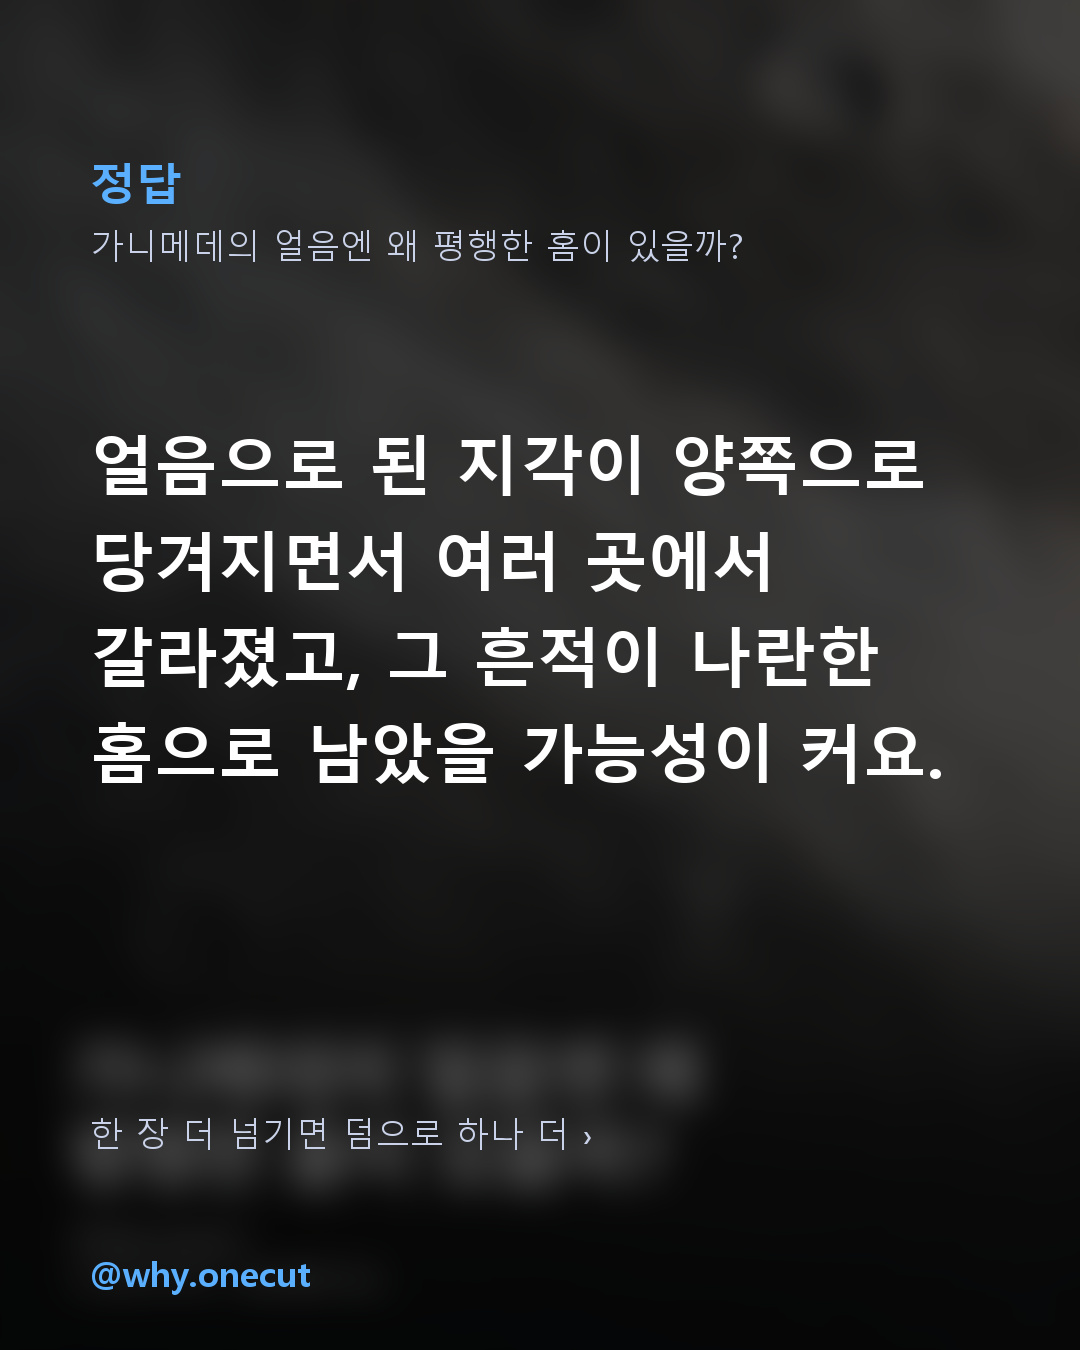 정답
가니메데의 얼음엔 왜 평행한 홈이 있을까?
얼음으로 된 지각이 양쪽으로
당겨지면서 여러 곳에서
갈라졌고, 그 흔적이 나란한
홈으로 남았을 가능성이 커요.
한 장 더 넘기면 덤으로 하나 더 ›
@why.onecut